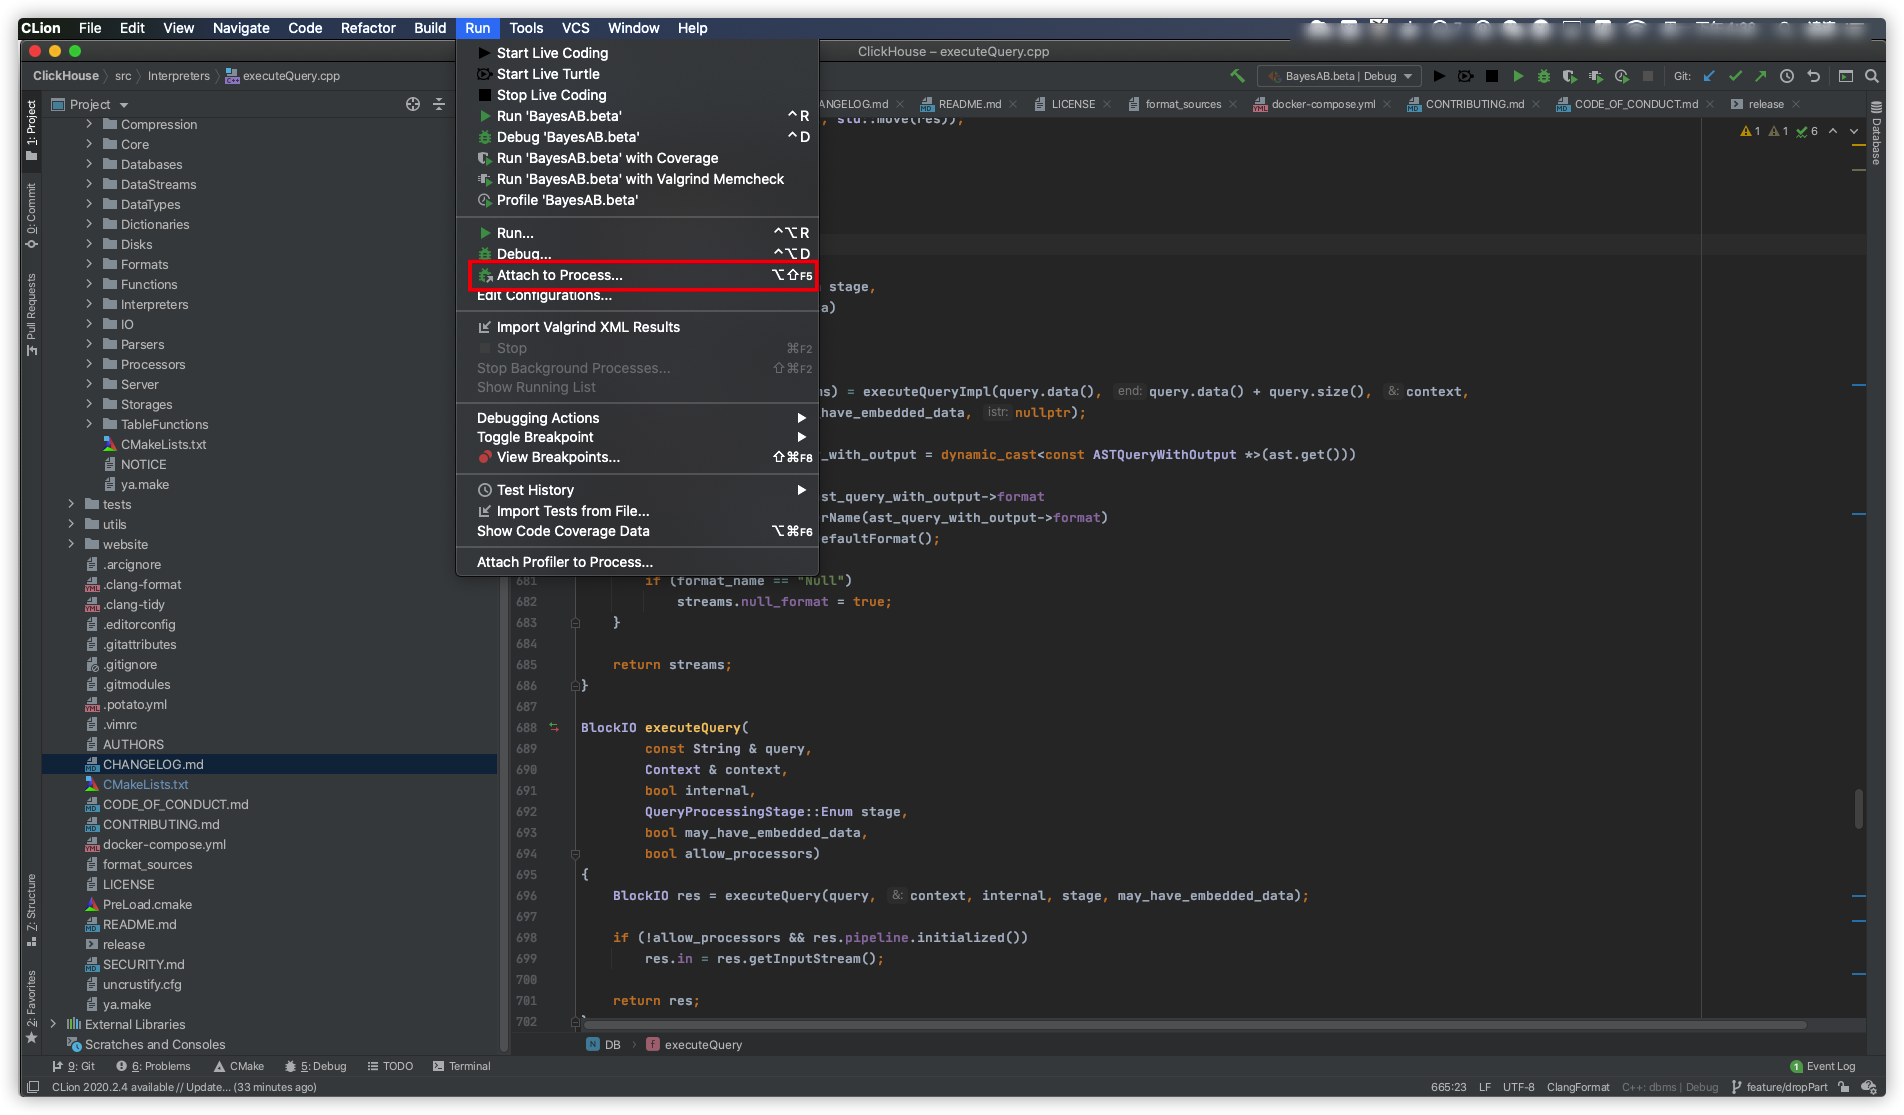 CLion File Edit View Navigate Code Refactor Build Run Tools VCS Window Help
ClickHouse – executeQuery.cpp
ClickHouse src Interpreters executeQuery.cpp
BayesAB.beta | Debug
Git:
Project
ANGELOG.md README.md LICENSE format_sources docker-compose.yml CONTRIBUTING.md CODE_OF_CONDUCT.md release
1: Project
0: Commit
Pull Requests
7: Structure
2: Favorites
Database
1 1 6
Compression
Core
Databases
DataStreams
DataTypes
Dictionaries
Disks
Formats
Functions
Interpreters
IO
Parsers
Processors
Server
Storages
TableFunctions
CMakeLists.txt
NOTICE
ya.make
tests
utils
website
.arcignore
.clang-format
.clang-tidy
.editorconfig
.gitattributes
.gitignore
.gitmodules
.potato.yml
.vimrc
AUTHORS
CHANGELOG.md
CMakeLists.txt
CODE_OF_CONDUCT.md
CONTRIBUTING.md
docker-compose.yml
format_sources
LICENSE
PreLoad.cmake
README.md
release
SECURITY.md
uncrustify.cfg
ya.make
External Libraries
Scratches and Consoles
Start Live Coding
Start Live Turtle
Stop Live Coding
Run 'BayesAB.beta' ^R
Debug 'BayesAB.beta' ^D
Run 'BayesAB.beta' with Coverage
Run 'BayesAB.beta' with Valgrind Memcheck
Profile 'BayesAB.beta'
Run... ^⌥R
Debug... ^⌥D
Attach to Process... ⌥⇧F5
Edit Configurations...
Import Valgrind XML Results
Stop ⌘F2
Stop Background Processes... ⇧⌘F2
Show Running List
Debugging Actions
Toggle Breakpoint
View Breakpoints... ⇧⌘F8
Test History
Import Tests from File...
Show Code Coverage Data ⌥⌘F6
Attach Profiler to Process...
, std::move(res));
stage,
a)
ns) = executeQueryImpl(query.data(), end: query.data() + query.size(), &: context,
have_embedded_data, istr: nullptr);
y_with_output = dynamic_cast<const ASTQueryWithOutput *>(ast.get()))
st_query_with_output->format
rName(ast_query_with_output->format)
efaultFormat();
681 if (format_name == "Null")
682 streams.null_format = true;
683 }
684
685 return streams;
686 }
687
688 BlockIO executeQuery(
689 const String & query,
690 Context & context,
691 bool internal,
692 QueryProcessingStage::Enum stage,
693 bool may_have_embedded_data,
694 bool allow_processors)
695 {
696 BlockIO res = executeQuery(query, &: context, internal, stage, may_have_embedded_data);
697
698 if (!allow_processors && res.pipeline.initialized())
699 res.in = res.getInputStream();
700
701 return res;
702
N DB f executeQuery
9: Git 6: Problems CMake 5: Debug TODO Terminal 1 Event Log
CLion 2020.2.4 available // Update... (33 minutes ago) 665:23 LF UTF-8 ClangFormat C++: dbms | Debug feature/dropPart